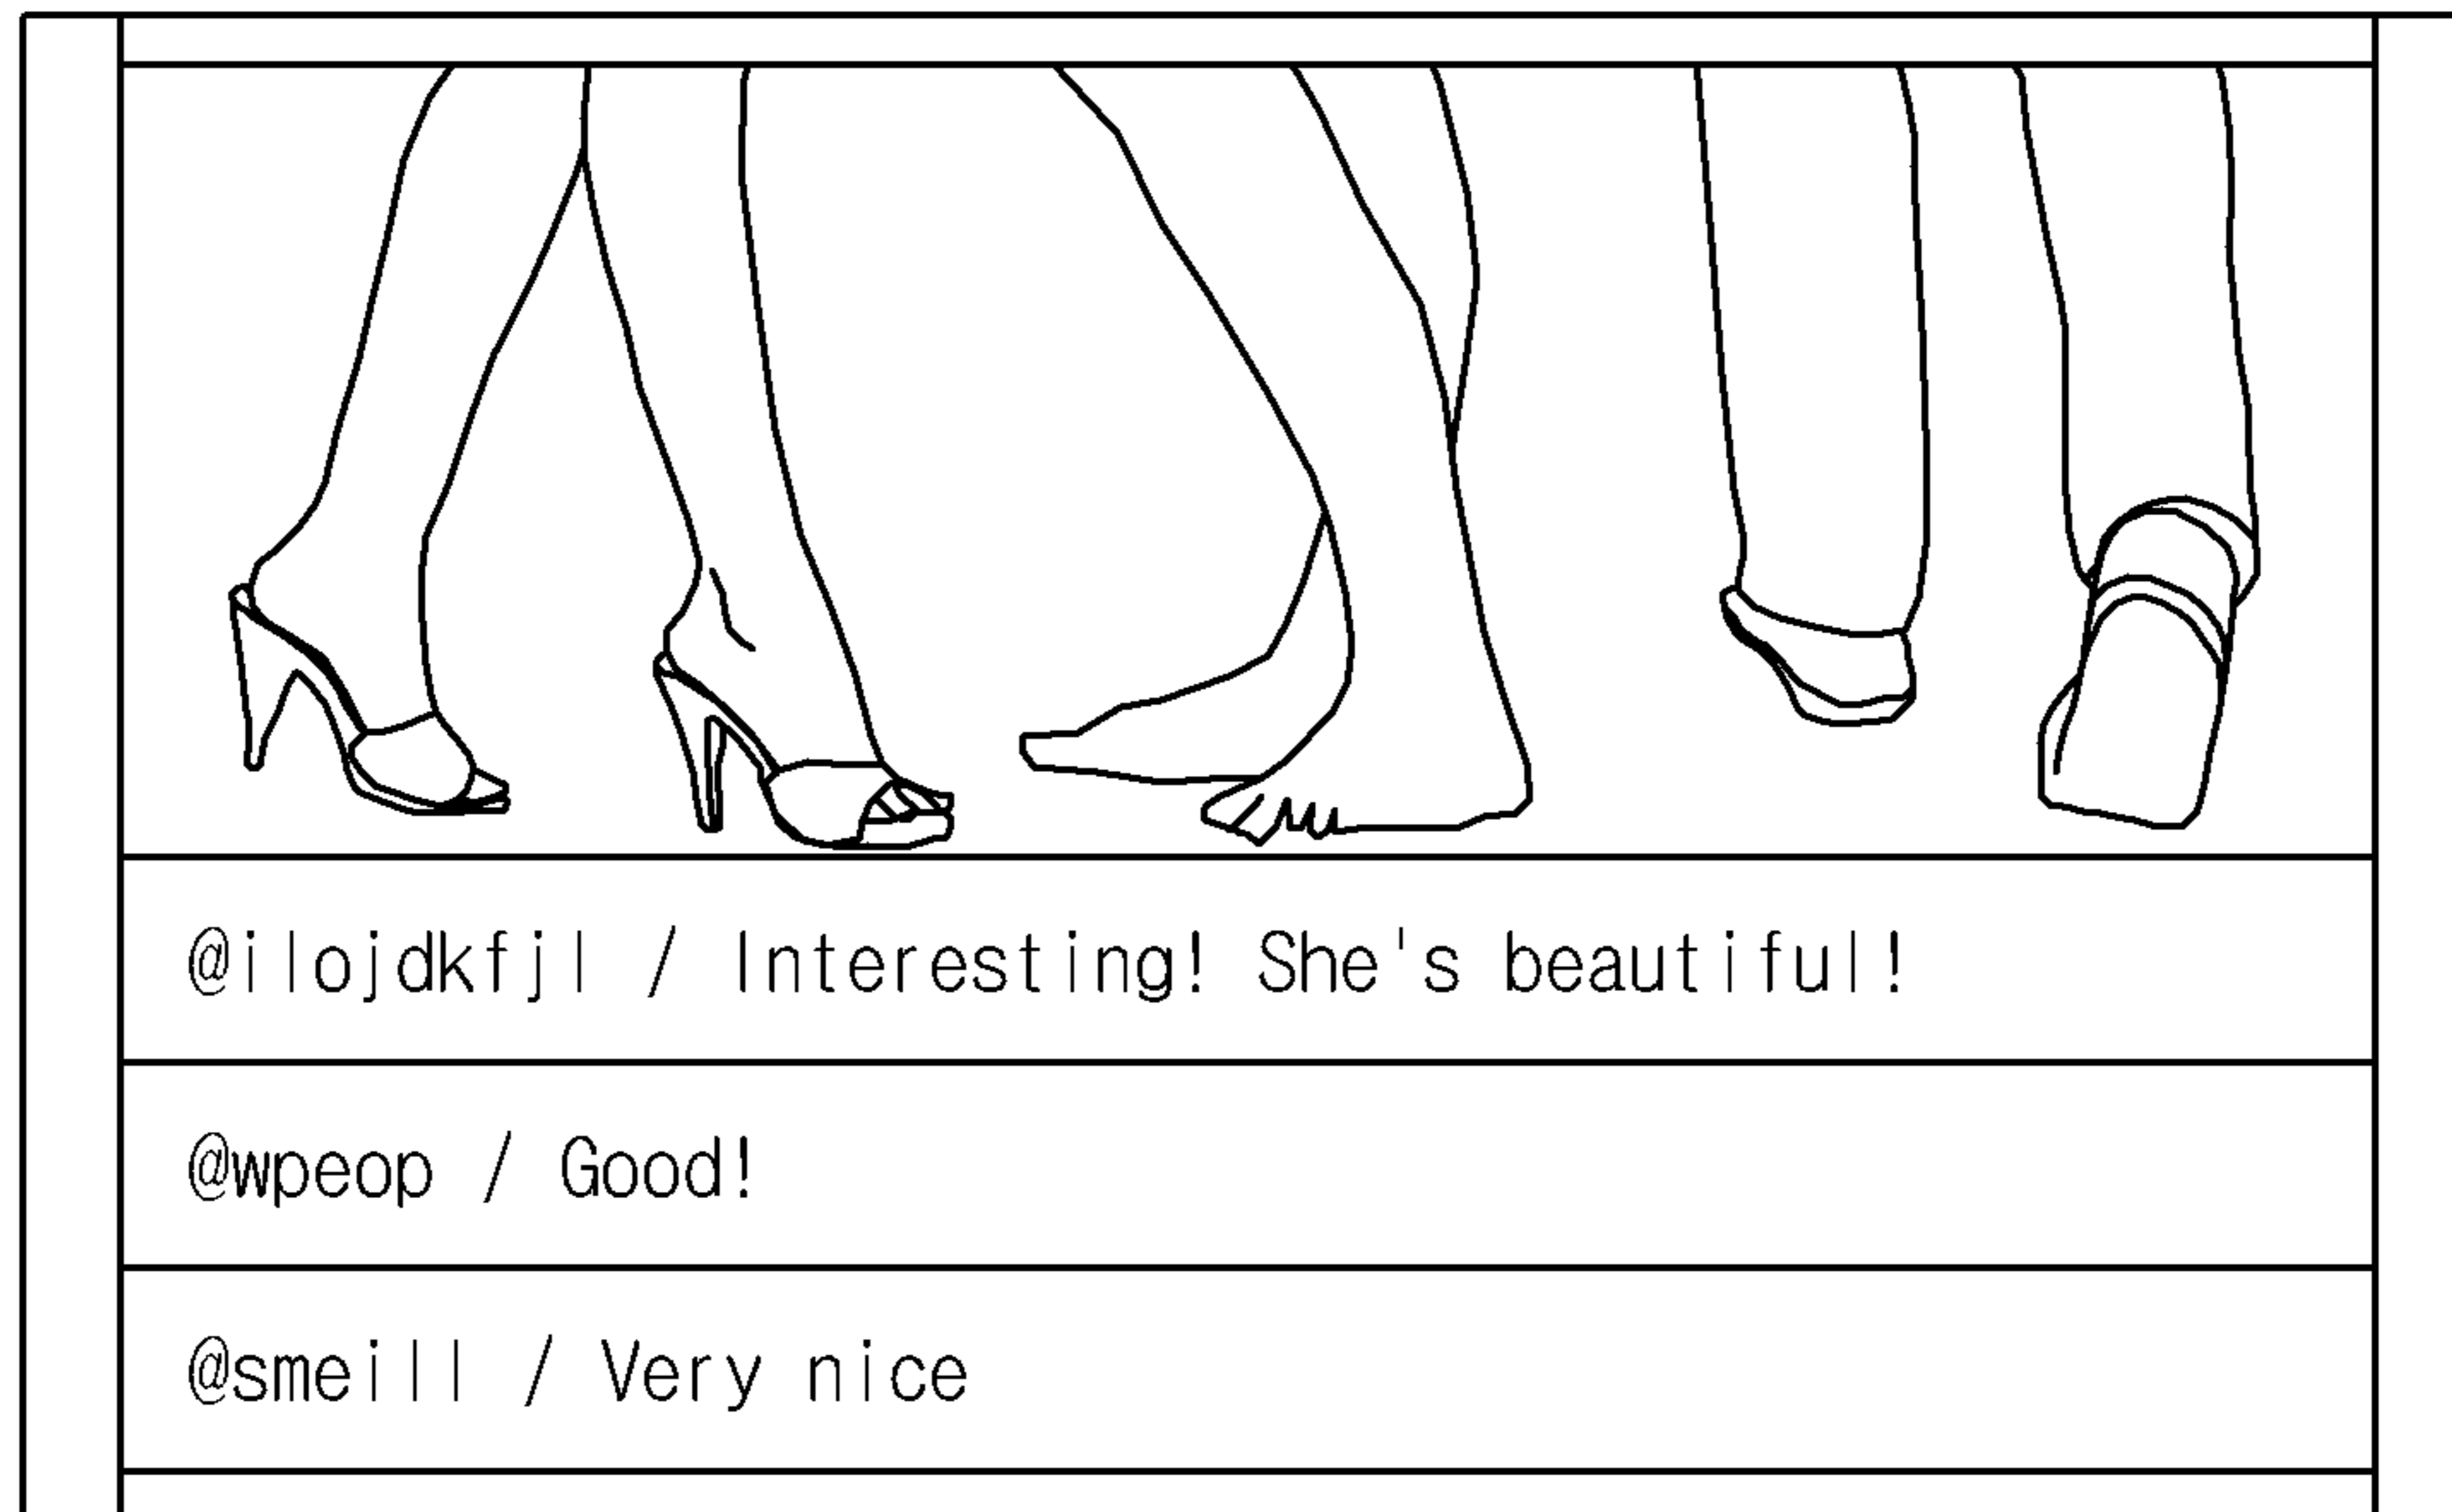 @ilojdkfjl / Interesting! She's beautiful!
@wpeop / Good!
@smeill / Very nice